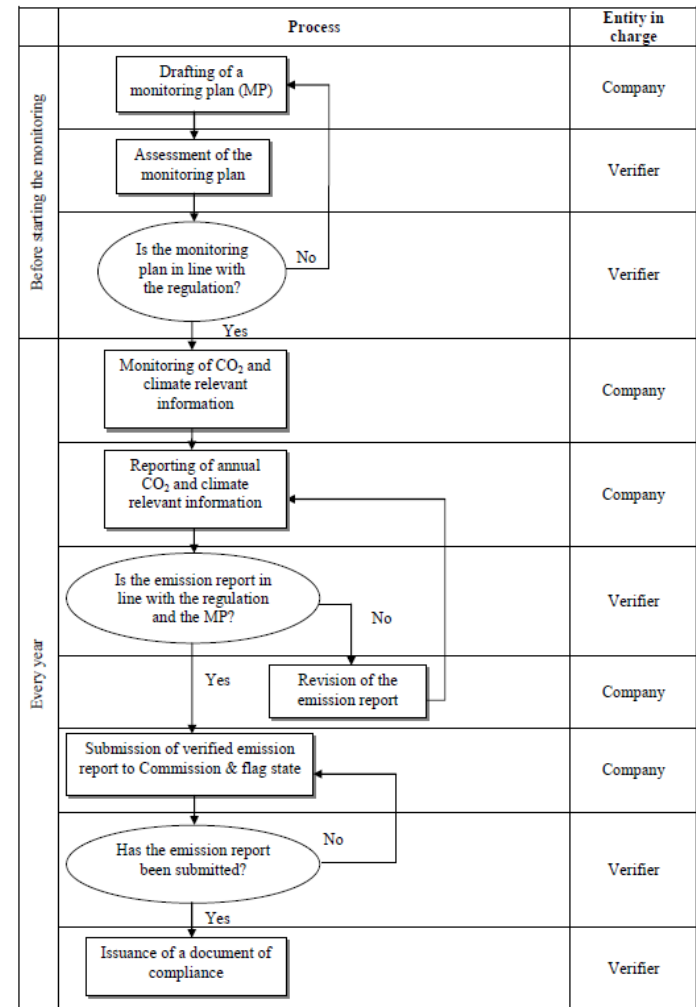 Process
Entity in
charge
Before starting the monitoring
Drafting of a
monitoring plan (MP)
Company
Assessment of the
monitoring plan
Verifier
Is the monitoring
plan in line with
the regulation?
No
Verifier
Yes
Every year
Monitoring of CO₂ and
climate relevant
information
Company
Reporting of annual
CO₂ and climate
relevant information
Company
Is the emission report in
line with the regulation
and the MP?
No
Verifier
Yes
Revision of the
emission report
Company
Submission of verified emission
report to Commission & flag state
Company
No
Has the emission report
been submitted?
Verifier
Yes
Issuance of a document of
compliance
Verifier